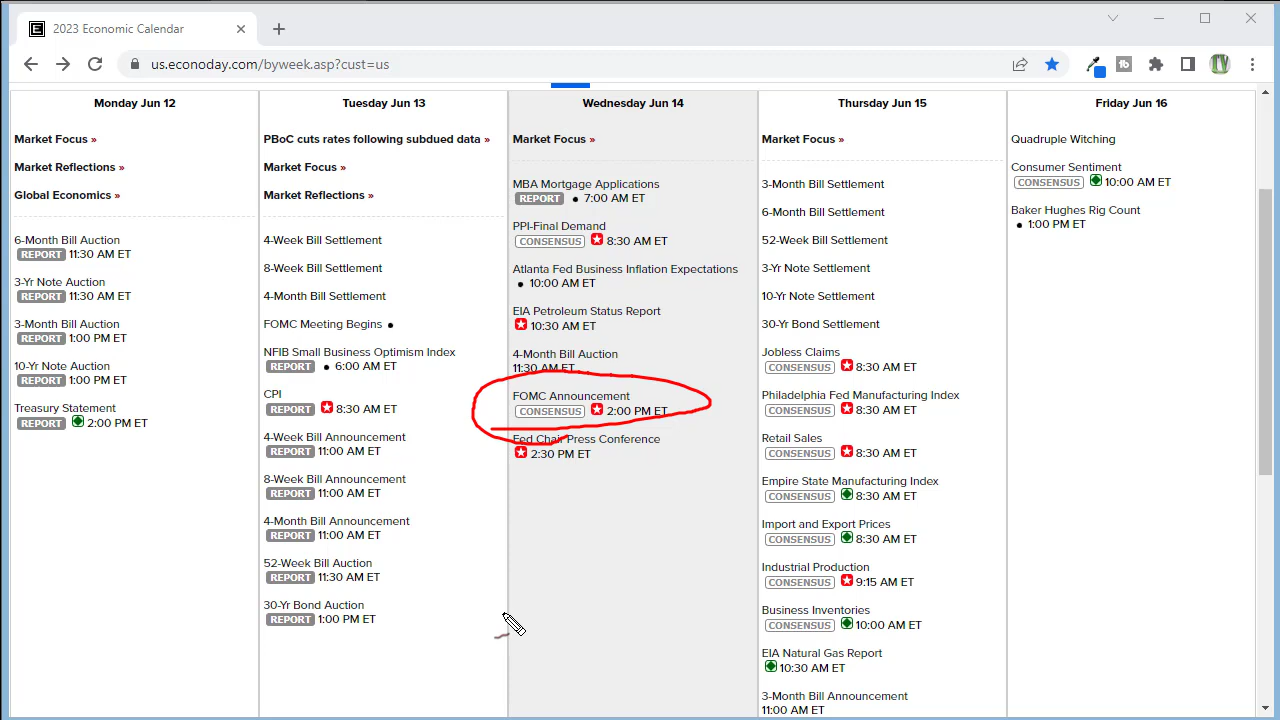 2023 Economic Calendar
us.econoday.com/byweek.asp?cust=us
Monday Jun 12
Market Focus »
Market Reflections »
Global Economics »
6-Month Bill Auction
REPORT 11:30 AM ET
3-Yr Note Auction
REPORT 11:30 AM ET
3-Month Bill Auction
REPORT 1:00 PM ET
10-Yr Note Auction
REPORT 1:00 PM ET
Treasury Statement
REPORT 2:00 PM ET
Tuesday Jun 13
PBoC cuts rates following subdued data »
Market Focus »
Market Reflections »
4-Week Bill Settlement
8-Week Bill Settlement
4-Month Bill Settlement
FOMC Meeting Begins
NFIB Small Business Optimism Index
REPORT 6:00 AM ET
CPI
REPORT 8:30 AM ET
4-Week Bill Announcement
REPORT 11:00 AM ET
8-Week Bill Announcement
REPORT 11:00 AM ET
4-Month Bill Announcement
REPORT 11:00 AM ET
52-Week Bill Auction
REPORT 11:30 AM ET
30-Yr Bond Auction
REPORT 1:00 PM ET
Wednesday Jun 14
Market Focus »
MBA Mortgage Applications
REPORT 7:00 AM ET
PPI-Final Demand
CONSENSUS 8:30 AM ET
Atlanta Fed Business Inflation Expectations
10:00 AM ET
EIA Petroleum Status Report
10:30 AM ET
4-Month Bill Auction
11:30 AM ET
FOMC Announcement
CONSENSUS 2:00 PM ET
Fed Chair Press Conference
2:30 PM ET
Thursday Jun 15
Market Focus »
3-Month Bill Settlement
6-Month Bill Settlement
52-Week Bill Settlement
3-Yr Note Settlement
10-Yr Note Settlement
30-Yr Bond Settlement
Jobless Claims
CONSENSUS 8:30 AM ET
Philadelphia Fed Manufacturing Index
CONSENSUS 8:30 AM ET
Retail Sales
CONSENSUS 8:30 AM ET
Empire State Manufacturing Index
CONSENSUS 8:30 AM ET
Import and Export Prices
CONSENSUS 8:30 AM ET
Industrial Production
CONSENSUS 9:15 AM ET
Business Inventories
CONSENSUS 10:00 AM ET
EIA Natural Gas Report
10:30 AM ET
3-Month Bill Announcement
11:00 AM ET
Friday Jun 16
Quadruple Witching
Consumer Sentiment
CONSENSUS 10:00 AM ET
Baker Hughes Rig Count
1:00 PM ET